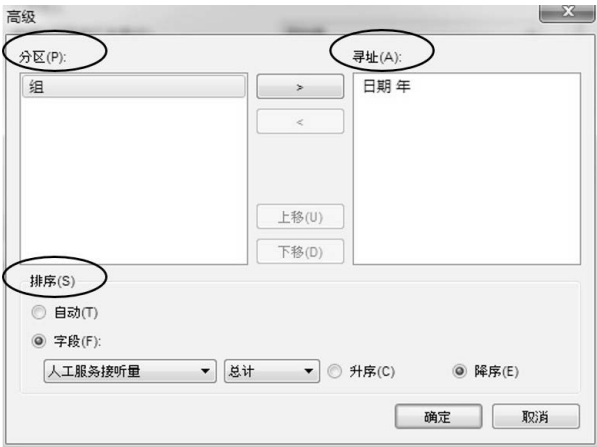 高级
分区(P):
寻址(A):
组
>
日期 年
<
上移(U)
下移(D)
排序(S)
自动(T)
字段(F):
人工服务接听量 总计 升序(C) 降序(E)
确定 取消